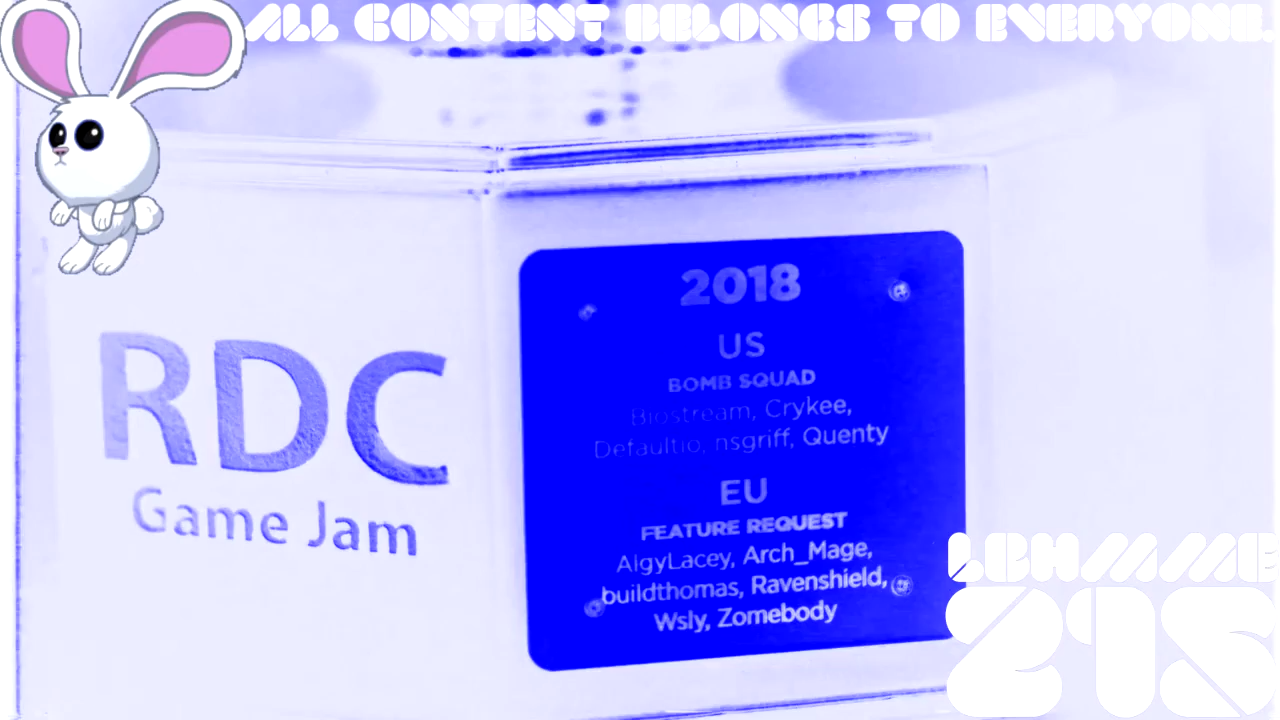 ALL CONTENT BELONGS TO EVERYONE.
RDC
Game Jam
2018
US
BOMB SQUAD
Biostream, Crykee,
Defaultio, nsgriff, Quenty
EU
FEATURE REQUEST
AlgyLacey, Arch_Mage,
buildthomas, Ravenshield,
Wsly, Zomebody